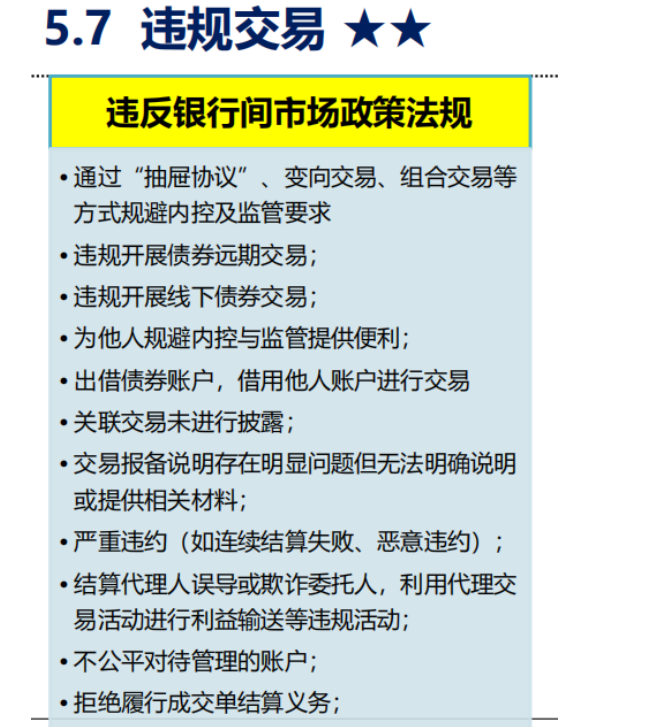 5.7 违规交易 ★★
违反银行间市场政策法规
•通过“抽屉协议”、变向交易、组合交易等
方式规避内控及监管要求
•违规开展债券远期交易；
•违规开展线下债券交易；
•为他人规避内控与监管提供便利；
•出借债券账户，借用他人账户进行交易
•关联交易未进行披露；
•交易报备说明存在明显问题但无法明确说明
或提供相关材料；
•严重违约（如连续结算失败、恶意违约）；
•结算代理人误导或欺诈委托人，利用代理交
易活动进行利益输送等违规活动；
•不公平对待管理的账户；
•拒绝履行成交单结算义务；